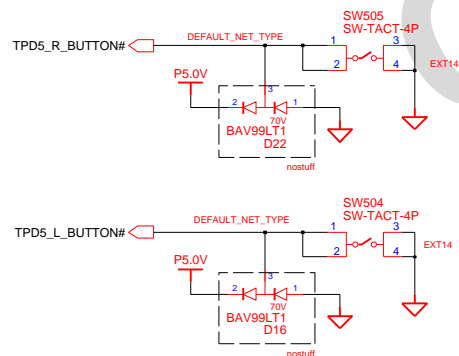 SW505
SW-TACT-4P
TPD5_R_BUTTON#
DEFAULT_NET_TYPE
1
3
2
4
EXT14
P5.0V
3
2
1
70V
BAV99LT1
D22
nostuff
SW504
SW-TACT-4P
TPD5_L_BUTTON#
DEFAULT_NET_TYPE
1
3
2
4
EXT14
P5.0V
3
2
1
70V
BAV99LT1
D16
nostuff